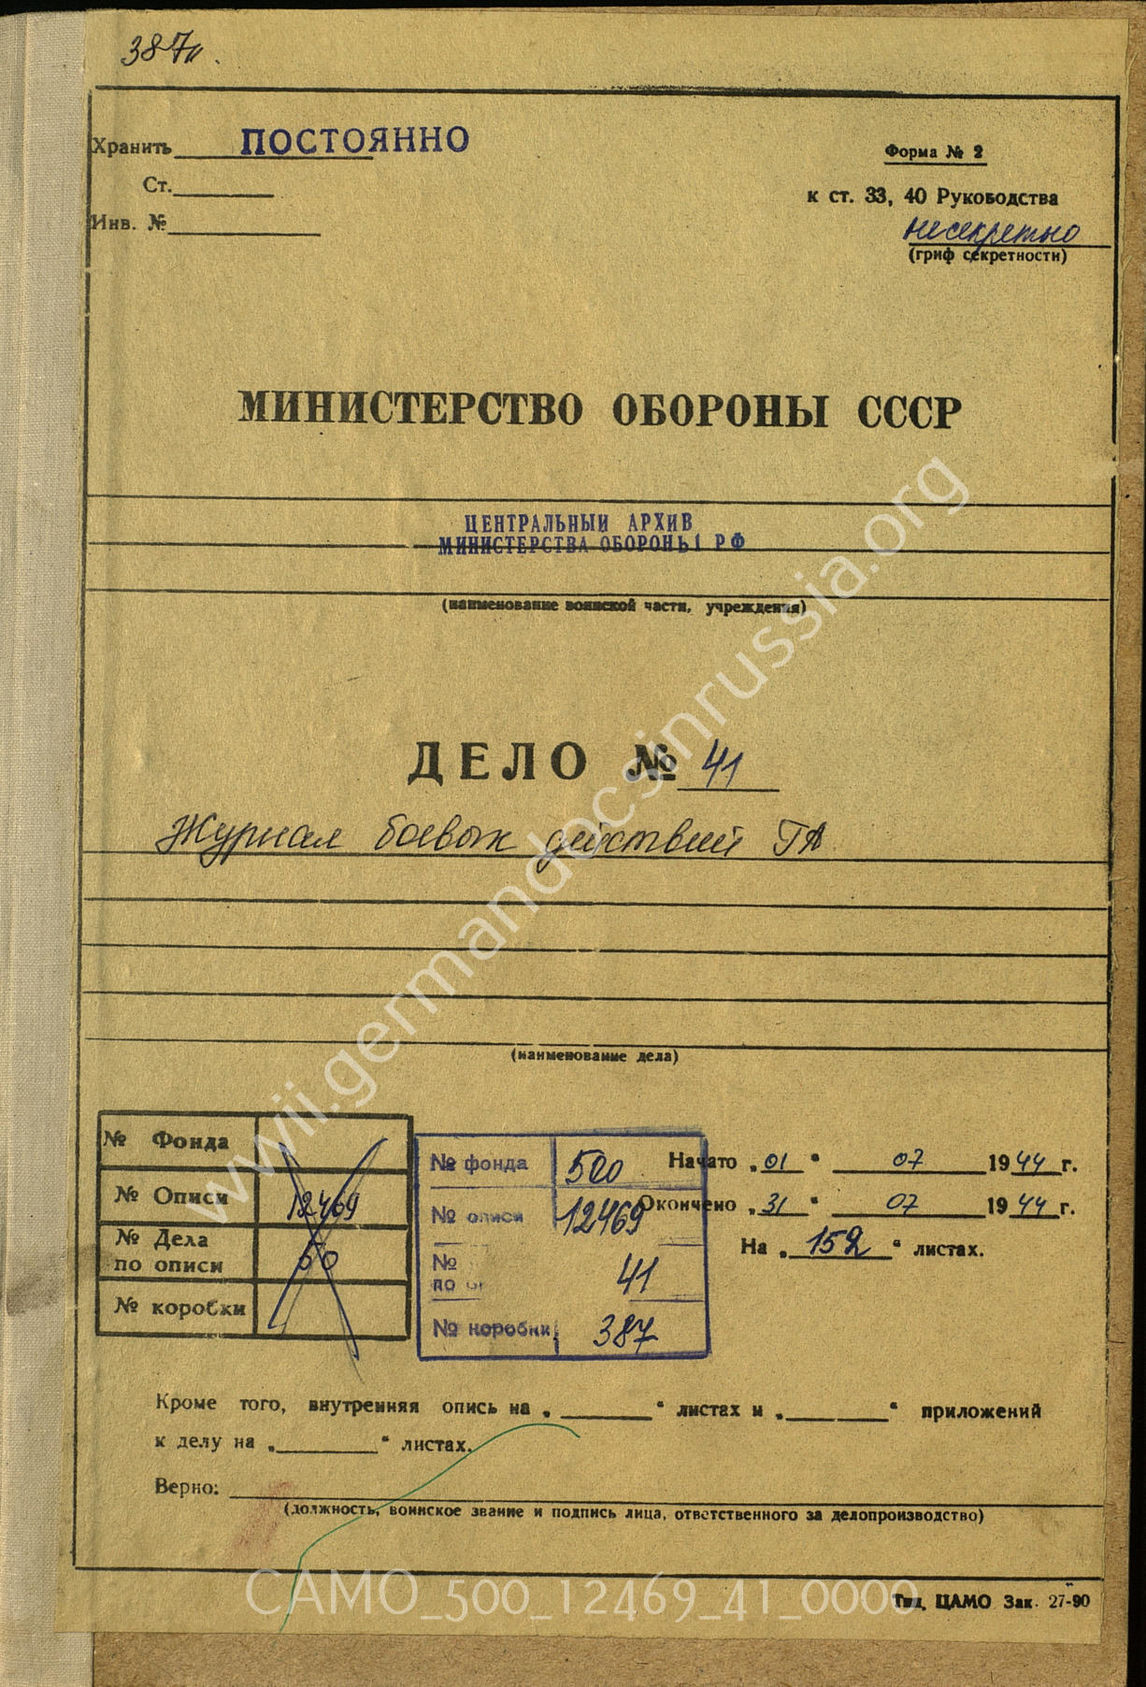 387п.
Хранить ПОСТОЯННО
Форма № 2
Ст.
к ст. 33, 40 Руководства
Инв. №
несекретно
(гриф секретности)
МИНИСТЕРСТВО ОБОРОНЫ СССР
ЦЕНТРАЛЬНЫЙ АРХИВ
МИНИСТЕРСТВА ОБОРОНЫ РФ
(наименование воинской части, учреждения)
ДЕЛО № 41
Журнал боевых действий ГА
(наименование дела)
№ Фонда
№ Описи 12469
№ Дела
по описи 50
№ коробки
№ фонда 500
№ описи 12469
№ 41
по
№ коробки 387
Начато „01“ 07 1944 г.
Окончено „31“ 07 1944 г.
На „152“ листах.
Кроме того, внутренняя опись на „ “ листах и „ “ приложений
к делу на „ “ листах.
Верно:
(должность, воинское звание и подпись лица, ответственного за делопроизводство)
Тип. ЦАМО Зак. 27-90
wwii.germandocsinrussia.org
CAMO_500_12469_41_0000